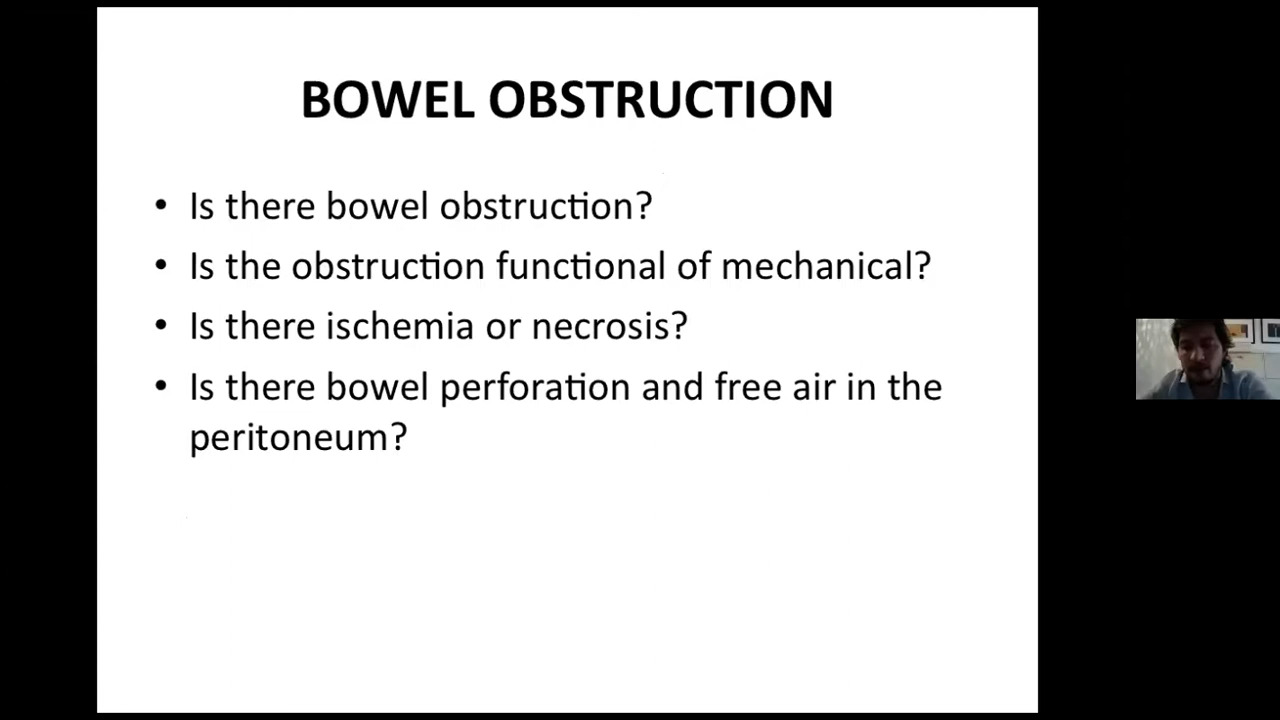 BOWEL OBSTRUCTION
• Is there bowel obstruction?
• Is the obstruction functional of mechanical?
• Is there ischemia or necrosis?
• Is there bowel perforation and free air in the
peritoneum?